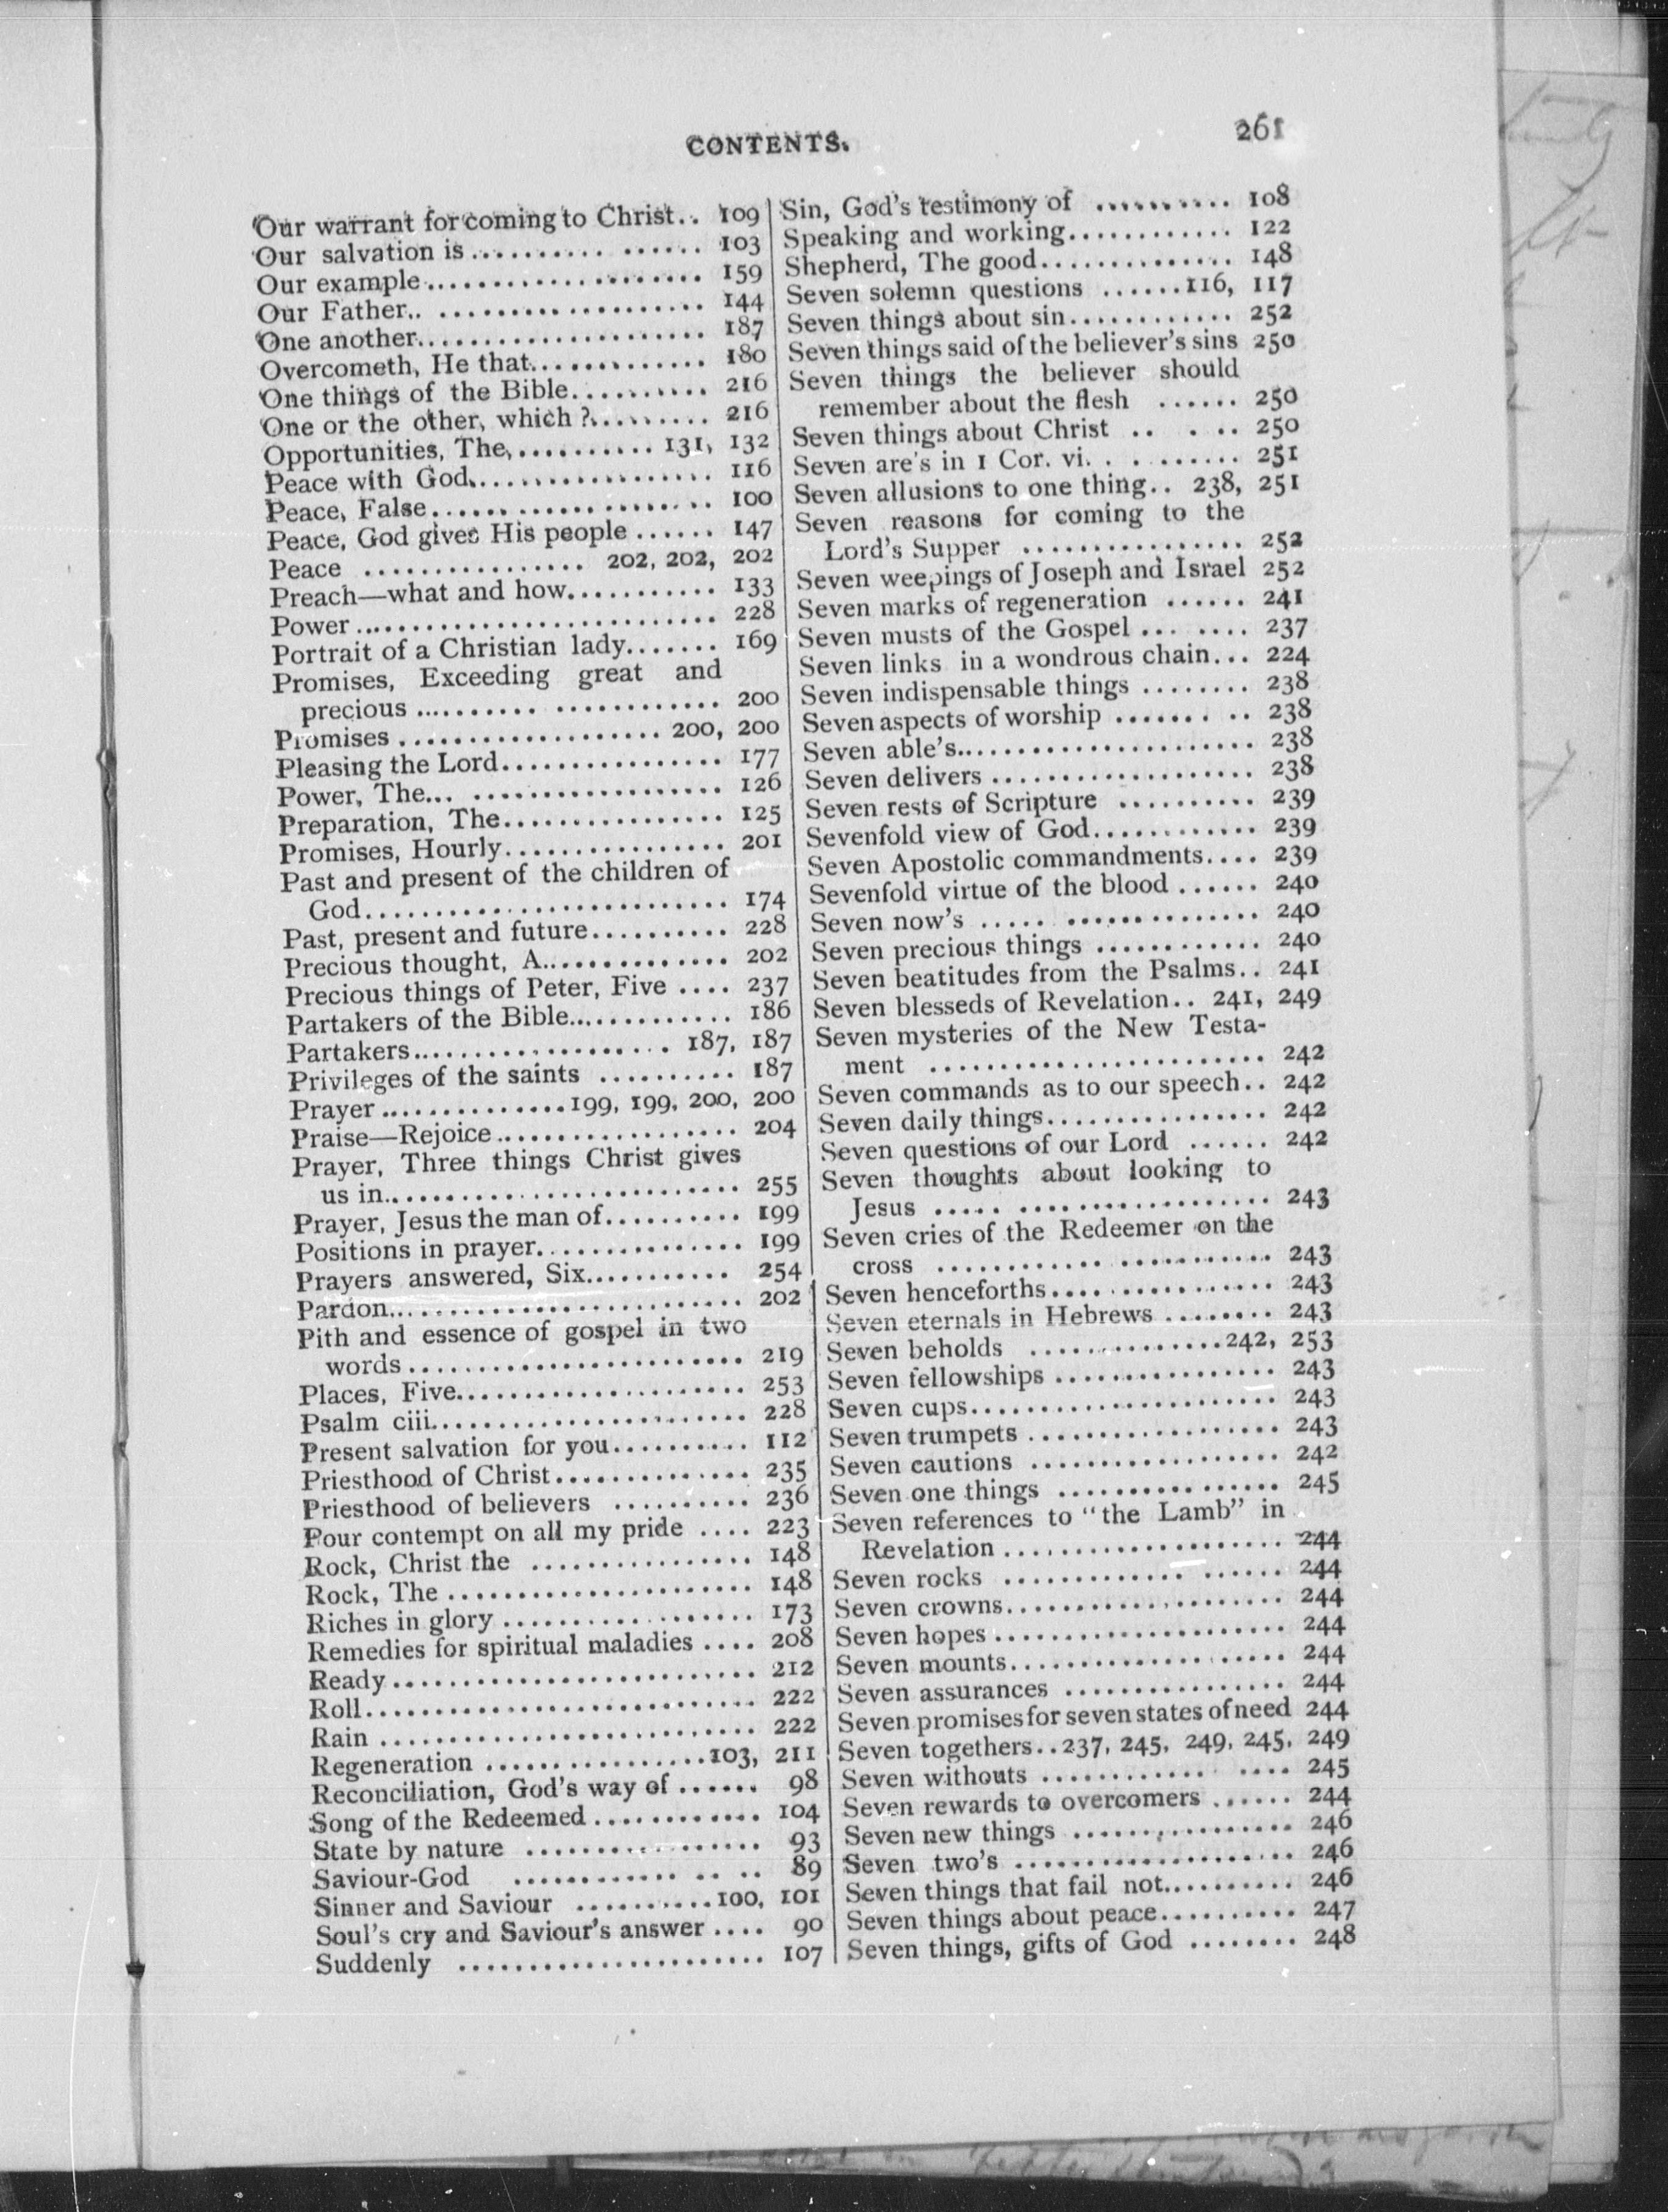 CONTENTS.
261
Our warrant for coming to Christ.. 109
Our salvation is .......... ...... 103
Our example..................... 159
Our Father.. ................... 144
One another...................... 187
Overcometh, He that............. 180
One things of the Bible.......... 216
One or the other, which ?......... 216
Opportunities, The,.......... 131, 132
Peace with God.................. 116
Peace, False..................... 100
Peace, God gives His people ...... 147
Peace ................ 202, 202, 202
Preach—what and how........... 133
Power .......................... 228
Portrait of a Christian lady....... 169
Promises, Exceeding great and
precious .......... ............ 200
Promises ................... 200, 200
Pleasing the Lord................ 177
Power, The... .................. 126
Preparation, The................ 125
Promises, Hourly................ 201
Past and present of the children of
God.......................... 174
Past, present and future.......... 228
Precious thought, A.............. 202
Precious things of Peter, Five .... 237
Partakers of the Bible............ 186
Partakers................... 187, 187
Privileges of the saints .......... 187
Prayer..............199, 199, 200, 200
Praise—Rejoice.................. 204
Prayer, Three things Christ gives
us in.......................... 255
Prayer, Jesus the man of.......... 199
Positions in prayer............... 199
Prayers answered, Six........... 254
Pardon.......................... 202
Pith and essence of gospel in two
words........................ 219
Places, Five..................... 253
Psalm ciii....................... 228
Present salvation for you.......... 112
Priesthood of Christ.............. 235
Priesthood of believers .......... 236
Pour contempt on all my pride .... 223
Rock, Christ the ................ 148
Rock, The ...................... 148
Riches in glory .................. 173
Remedies for spiritual maladies .... 208
Ready.......................... 212
Roll............................ 222
Rain ........................... 222
Regeneration ................103, 211
Reconciliation, God's way of ...... 98
Song of the Redeemed............ 104
State by nature ................. 93
Saviour-God ............ .. .. 89
Sinner and Saviour ..........100, 101
Soul's cry and Saviour's answer .... 90
Suddenly ...................... 107
Sin, God's testimony of .......... 108
Speaking and working............ 122
Shepherd, The good.............. 148
Seven solemn questions ......116, 117
Seven things about sin............ 252
Seven things said of the believer's sins 250
Seven things the believer should
remember about the flesh ...... 250
Seven things about Christ .. . .. 250
Seven are's in 1 Cor. vi. . ........ 251
Seven allusions to one thing.. 238, 251
Seven reasons for coming to the
Lord's Supper ................ 252
Seven weepings of Joseph and Israel 252
Seven marks of regeneration ...... 241
Seven musts of the Gospel ... .... 237
Seven links in a wondrous chain... 224
Seven indispensable things ........ 238
Seven aspects of worship ....... .. 238
Seven able's...................... 238
Seven delivers ................... 238
Seven rests of Scripture .......... 239
Sevenfold view of God............ 239
Seven Apostolic commandments.... 239
Sevenfold virtue of the blood ...... 240
Seven now's ..... .............. 240
Seven precious things ............ 240
Seven beatitudes from the Psalms.. 241
Seven blesseds of Revelation.. 241, 249
Seven mysteries of the New Testa-
ment ........................ 242
Seven commands as to our speech.. 242
Seven daily things................ 242
Seven questions of our Lord ...... 242
Seven thoughts about looking to
Jesus ..... .................. 243
Seven cries of the Redeemer on the
cross ............ ........... 243
Seven henceforths................ 243
Seven eternals in Hebrews ........ 243
Seven beholds ..............242, 253
Seven fellowships ................ 243
Seven cups...................... 243
Seven trumpets .................. 243
Seven cautions .................. 242
Seven one things ................ 245
Seven references to "the Lamb" in
Revelation .................... 244
Seven rocks ............. ...... 244
Seven crowns.................... 244
Seven hopes ..................... 244
Seven mounts.................... 244
Seven assurances ................ 244
Seven promises for seven states of need 244
Seven togethers..237, 245, 249, 245, 249
Seven withouts ............ .... 245
Seven rewards to overcomers ...... 244
Seven new things ................ 246
Seven two's .................... 246
Seven things that fail not.......... 246
Seven things about peace.......... 247
Seven things, gifts of God ........ 248